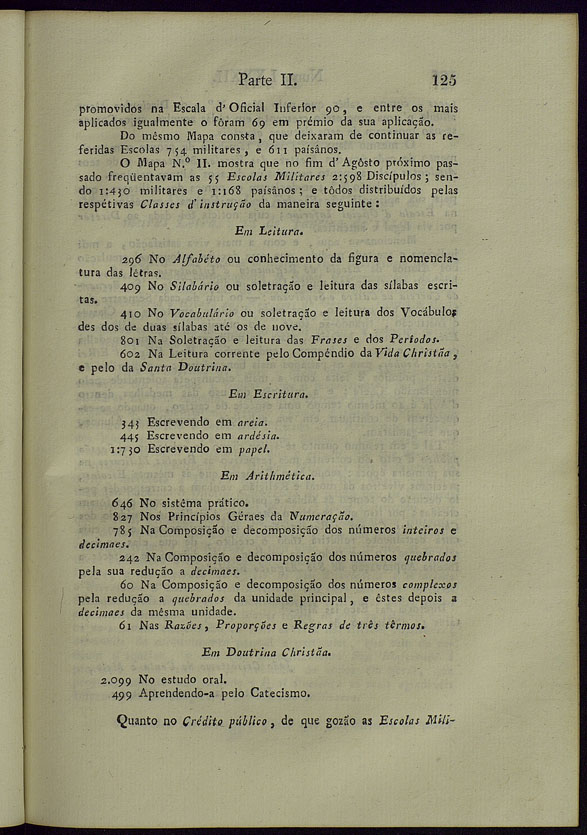 Parte II. 125
promovidos na Escala d'Oficial Inferior 90, e entre os mais
aplicados igualmente o fôram 69 em prémio da sua aplicação.
Do mêsmo Mapa consta, que deixaram de continuar as re-
feridas Escolas 754 militares, e 611 paisânos.
O Mapa N.º II. mostra que no fim d'Agôsto próximo pas-
sado freqüentavam as 55 Escolas Militares 2:598 Discípulos; sen-
do 1:430 militares e 1:168 paisânos; e tôdos distribuídos pelas
respétivas Classes d'instrução da maneira seguinte:
Em Leitura.
296 No Alfabéto ou conhecimento da figura e nomencla-
tura das létras.
409 No Silabário ou soletração e leitura das sílabas escri-
tas.
410 No Vocabulário ou soletração e leitura dos Vocábulos
des dos de duas sílabas até os de nove.
801 Na Soletração e leitura das Frases e dos Períodos.
602 Na Leitura corrente pelo Compéndio da Vida Christãa,
e pelo da Santa Doutrina.
Em Escritura.
343 Escrevendo em areia.
445 Escrevendo em ardésia.
1:730 Escrevendo em papel.
Em Arithmética.
646 No sistêma prático.
827 Nos Princípios Géraes da Numeração.
785 Na Composição e decomposição dos números inteiros e
decimaes.
242 Na Composição e decomposição dos números quebrados
pela sua redução a decimaes.
60 Na Composição e decomposição dos números complexos
pela redução a quebrados da unidade principal, e êstes depois a
decimaes da mêsma unidade.
61 Nas Razões, Proporções e Regras de três têrmos.
Em Doutrina Christãa.
2.099 No estudo oral.
499 Aprendendo-a pelo Catecismo.
Quanto no Crédito público, de que gozão as Escolas Mili-